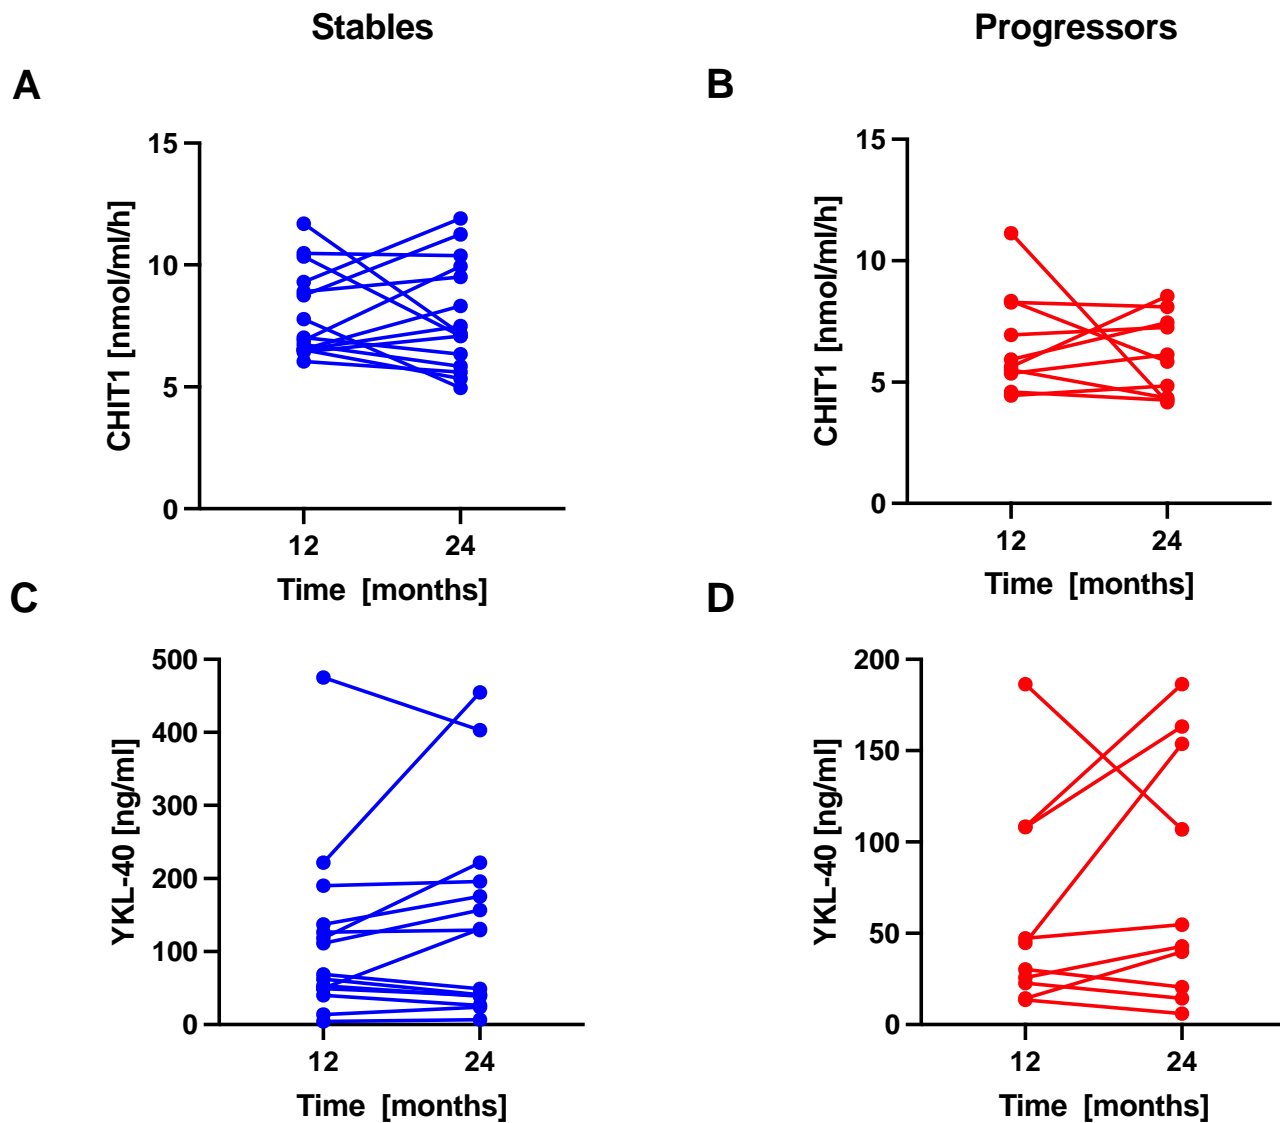 Stables
Progressors
A
B
CHIT1 [nmol/ml/h]
15
10
5
0
12
24
Time [months]
CHIT1 [nmol/ml/h]
15
10
5
0
12
24
Time [months]
C
D
YKL-40 [ng/ml]
500
400
300
200
100
0
12
24
Time [months]
YKL-40 [ng/ml]
200
150
100
50
0
12
24
Time [months]